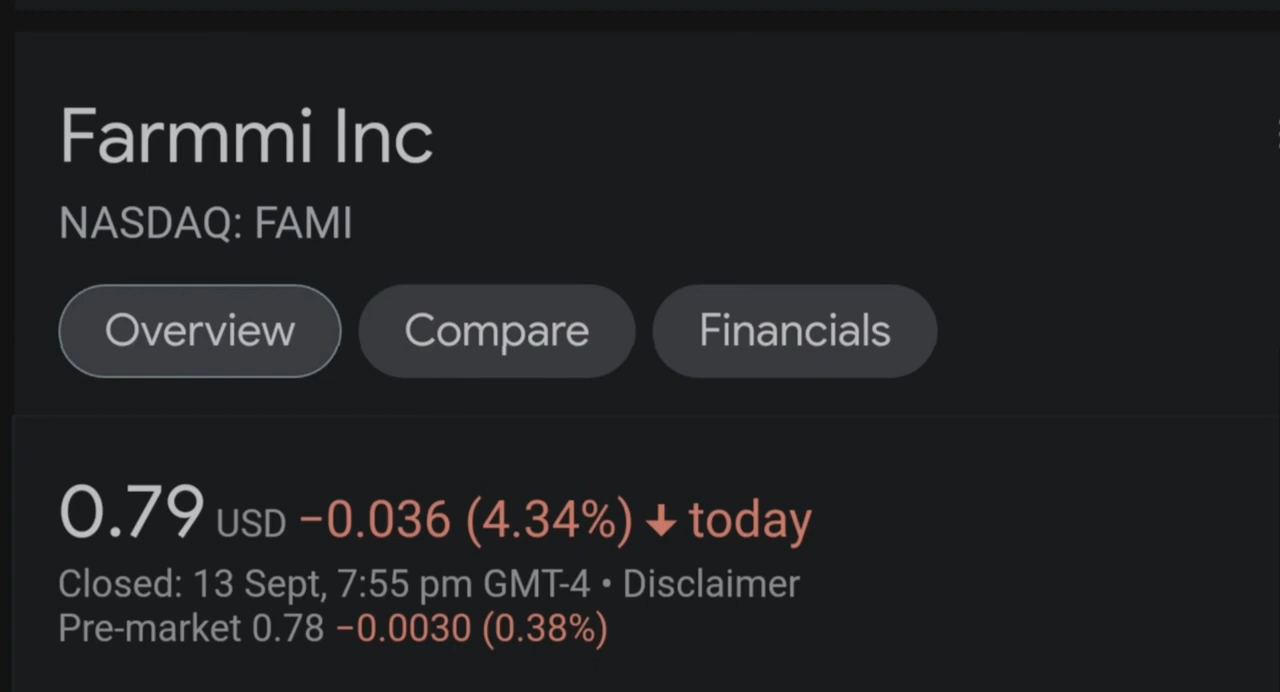 Farmmi Inc
NASDAQ: FAMI
Overview Compare Financials
0.79 USD −0.036 (4.34%) ↓ today
Closed: 13 Sept, 7:55 pm GMT-4 • Disclaimer
Pre-market 0.78 −0.0030 (0.38%)